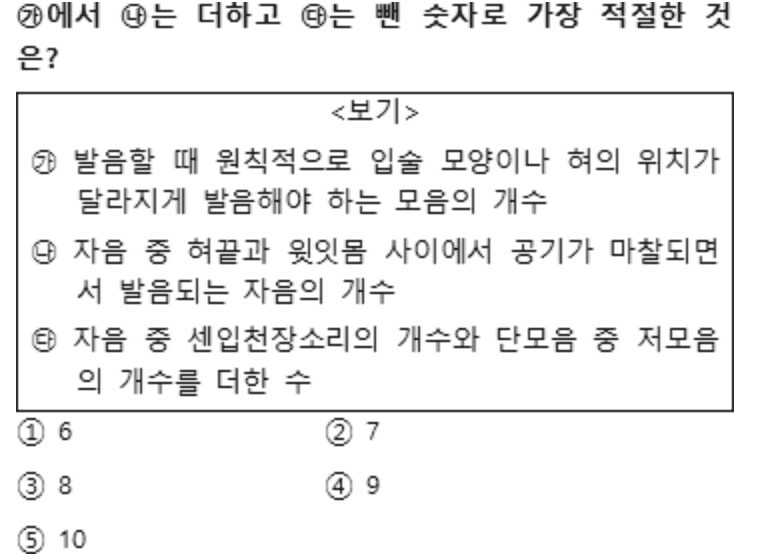 ㉮에서 ㉯는 더하고 ㉰는 뺀 숫자로 가장 적절한 것
은?
<보기>
㉮ 발음할 때 원칙적으로 입술 모양이나 혀의 위치가
달라지게 발음해야 하는 모음의 개수
㉯ 자음 중 혀끝과 윗잇몸 사이에서 공기가 마찰되면
서 발음되는 자음의 개수
㉰ 자음 중 센입천장소리의 개수와 단모음 중 저모음
의 개수를 더한 수
① 6 ② 7
③ 8 ④ 9
⑤ 10